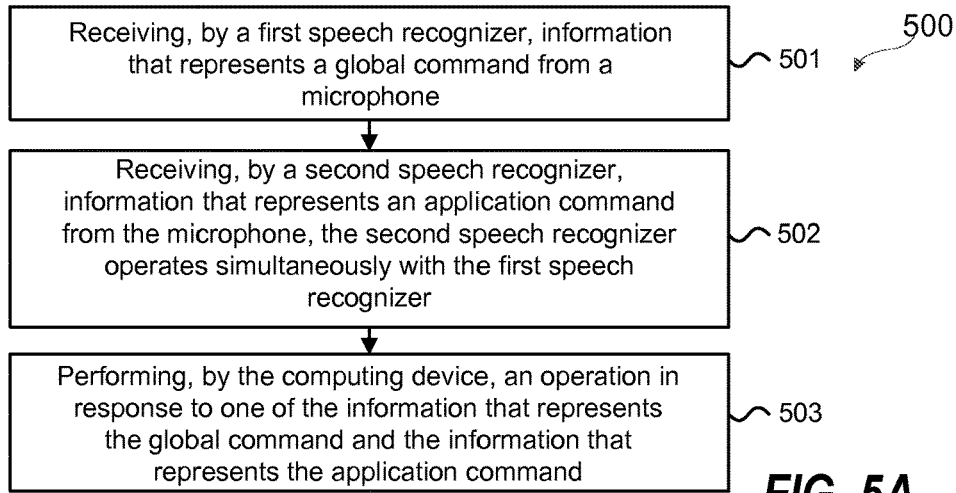 Receiving, by a first speech recognizer, information
that represents a global command from a
microphone
501
500
Receiving, by a second speech recognizer,
information that represents an application command
from the microphone, the second speech recognizer
operates simultaneously with the first speech
recognizer
502
Performing, by the computing device, an operation in
response to one of the information that represents
the global command and the information that
represents the application command
503
FIG. 5A